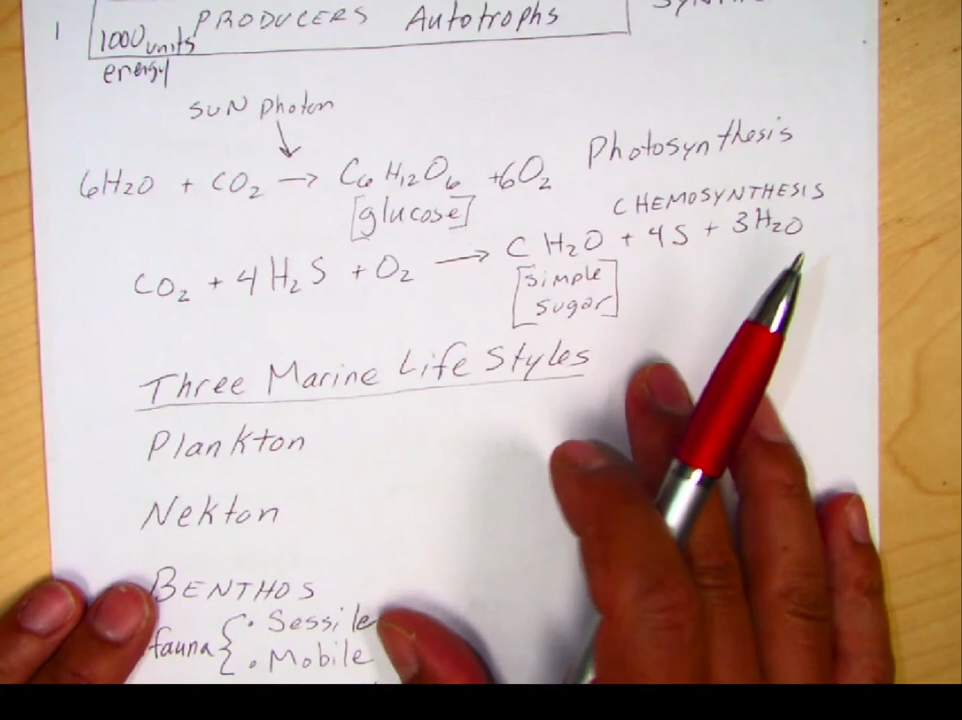 1 PRODUCERS Autotrophs
1000 units
energy
SUN Photon
6H2O + CO2 → C6H12O6 +6O2 Photosynthesis
[glucose]
CHEMOSYNTHESIS
CO2 + 4H2S + O2 → CH2O + 4S + 3H2O
[simple
sugar]
Three Marine Life Styles
Plankton
Nekton
BENTHOS
fauna { • Sessile
• Mobile